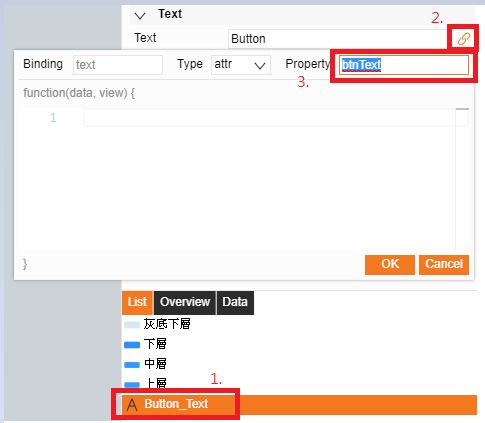 Text
2.
Text Button
Binding text Type attr Property btnText
3.
function(data, view) {
1
}
OK Cancel
List Overview Data
灰底下層
下層
中層
上層
1.
Button_Text